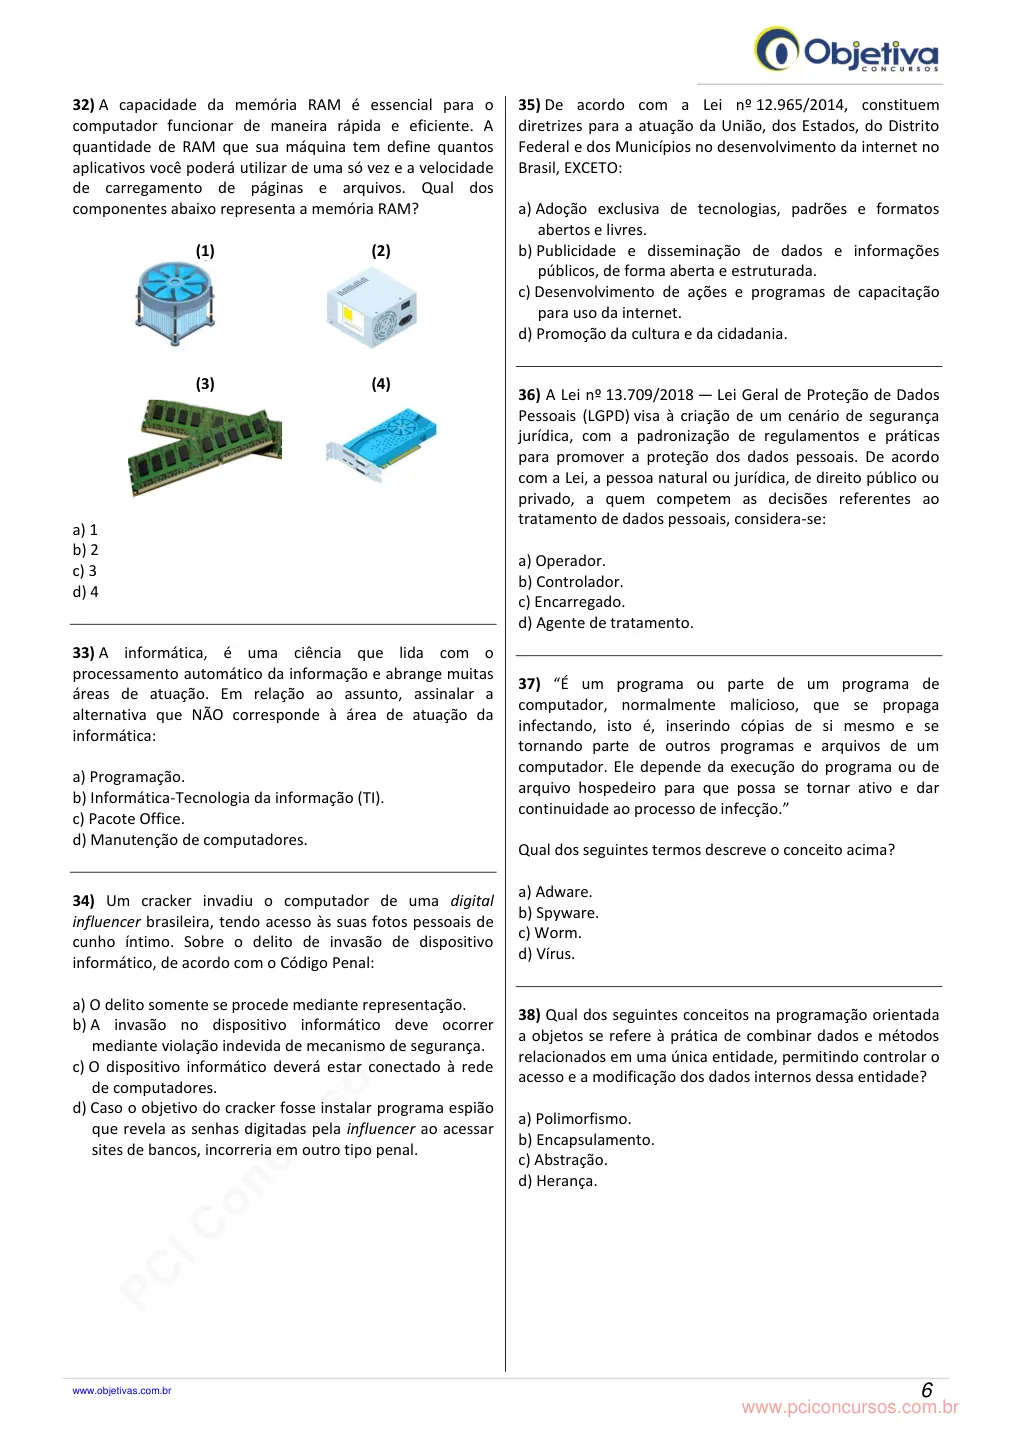 Objetiva
CONCURSOS
32) A capacidade da memória RAM é essencial para o
computador funcionar de maneira rápida e eficiente. A
quantidade de RAM que sua máquina tem define quantos
aplicativos você poderá utilizar de uma só vez e a velocidade
de carregamento de páginas e arquivos. Qual dos
componentes abaixo representa a memória RAM?
(1) (2)
(3) (4)
a) 1
b) 2
c) 3
d) 4
33) A informática, é uma ciência que lida com o
processamento automático da informação e abrange muitas
áreas de atuação. Em relação ao assunto, assinalar a
alternativa que NÃO corresponde à área de atuação da
informática:
a) Programação.
b) Informática-Tecnologia da informação (TI).
c) Pacote Office.
d) Manutenção de computadores.
34) Um cracker invadiu o computador de uma digital
influencer brasileira, tendo acesso às suas fotos pessoais de
cunho íntimo. Sobre o delito de invasão de dispositivo
informático, de acordo com o Código Penal:
a) O delito somente se procede mediante representação.
b) A invasão no dispositivo informático deve ocorrer
mediante violação indevida de mecanismo de segurança.
c) O dispositivo informático deverá estar conectado à rede
de computadores.
d) Caso o objetivo do cracker fosse instalar programa espião
que revela as senhas digitadas pela influencer ao acessar
sites de bancos, incorreria em outro tipo penal.
35) De acordo com a Lei nº 12.965/2014, constituem
diretrizes para a atuação da União, dos Estados, do Distrito
Federal e dos Municípios no desenvolvimento da internet no
Brasil, EXCETO:
a) Adoção exclusiva de tecnologias, padrões e formatos
abertos e livres.
b) Publicidade e disseminação de dados e informações
públicos, de forma aberta e estruturada.
c) Desenvolvimento de ações e programas de capacitação
para uso da internet.
d) Promoção da cultura e da cidadania.
36) A Lei nº 13.709/2018 — Lei Geral de Proteção de Dados
Pessoais (LGPD) visa à criação de um cenário de segurança
jurídica, com a padronização de regulamentos e práticas
para promover a proteção dos dados pessoais. De acordo
com a Lei, a pessoa natural ou jurídica, de direito público ou
privado, a quem competem as decisões referentes ao
tratamento de dados pessoais, considera-se:
a) Operador.
b) Controlador.
c) Encarregado.
d) Agente de tratamento.
37) “É um programa ou parte de um programa de
computador, normalmente malicioso, que se propaga
infectando, isto é, inserindo cópias de si mesmo e se
tornando parte de outros programas e arquivos de um
computador. Ele depende da execução do programa ou de
arquivo hospedeiro para que possa se tornar ativo e dar
continuidade ao processo de infecção.”
Qual dos seguintes termos descreve o conceito acima?
a) Adware.
b) Spyware.
c) Worm.
d) Vírus.
38) Qual dos seguintes conceitos na programação orientada
a objetos se refere à prática de combinar dados e métodos
relacionados em uma única entidade, permitindo controlar o
acesso e a modificação dos dados internos dessa entidade?
a) Polimorfismo.
b) Encapsulamento.
c) Abstração.
d) Herança.
PCI Concursos
www.objetivas.com.br
6
www.pciconcursos.com.br